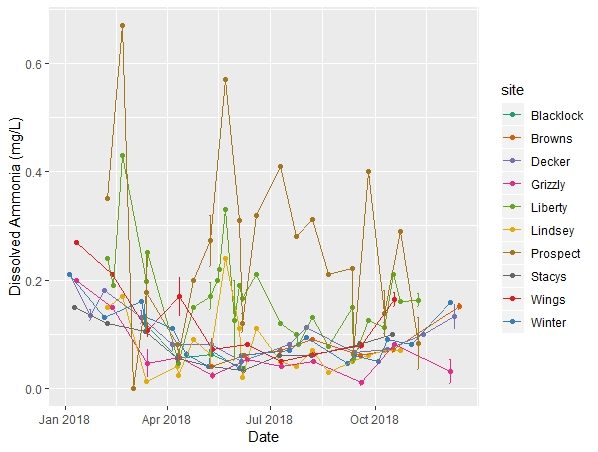 Dissolved Ammonia (mg/L)
0.6
0.4
0.2
0.0
Jan 2018
Apr 2018
Jul 2018
Oct 2018
Date
site
Blacklock
Browns
Decker
Grizzly
Liberty
Lindsey
Prospect
Stacys
Wings
Winter